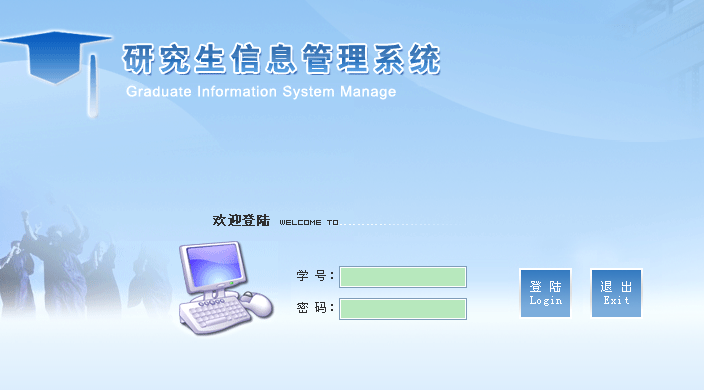 研究生信息管理系统
Graduate Information System Manage
欢迎登陆 WELCOME TO
学 号：
密 码：
登 陆
Login
退 出
Exit